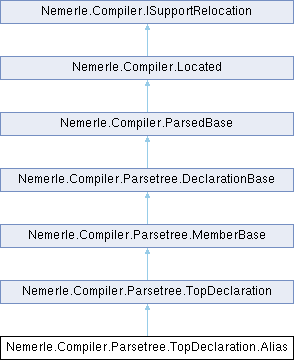 Nemerle.Compiler.ISupportRelocation
Nemerle.Compiler.Located
Nemerle.Compiler.ParsedBase
Nemerle.Compiler.Parsetree.DeclarationBase
Nemerle.Compiler.Parsetree.MemberBase
Nemerle.Compiler.Parsetree.TopDeclaration
Nemerle.Compiler.Parsetree.TopDeclaration.Alias